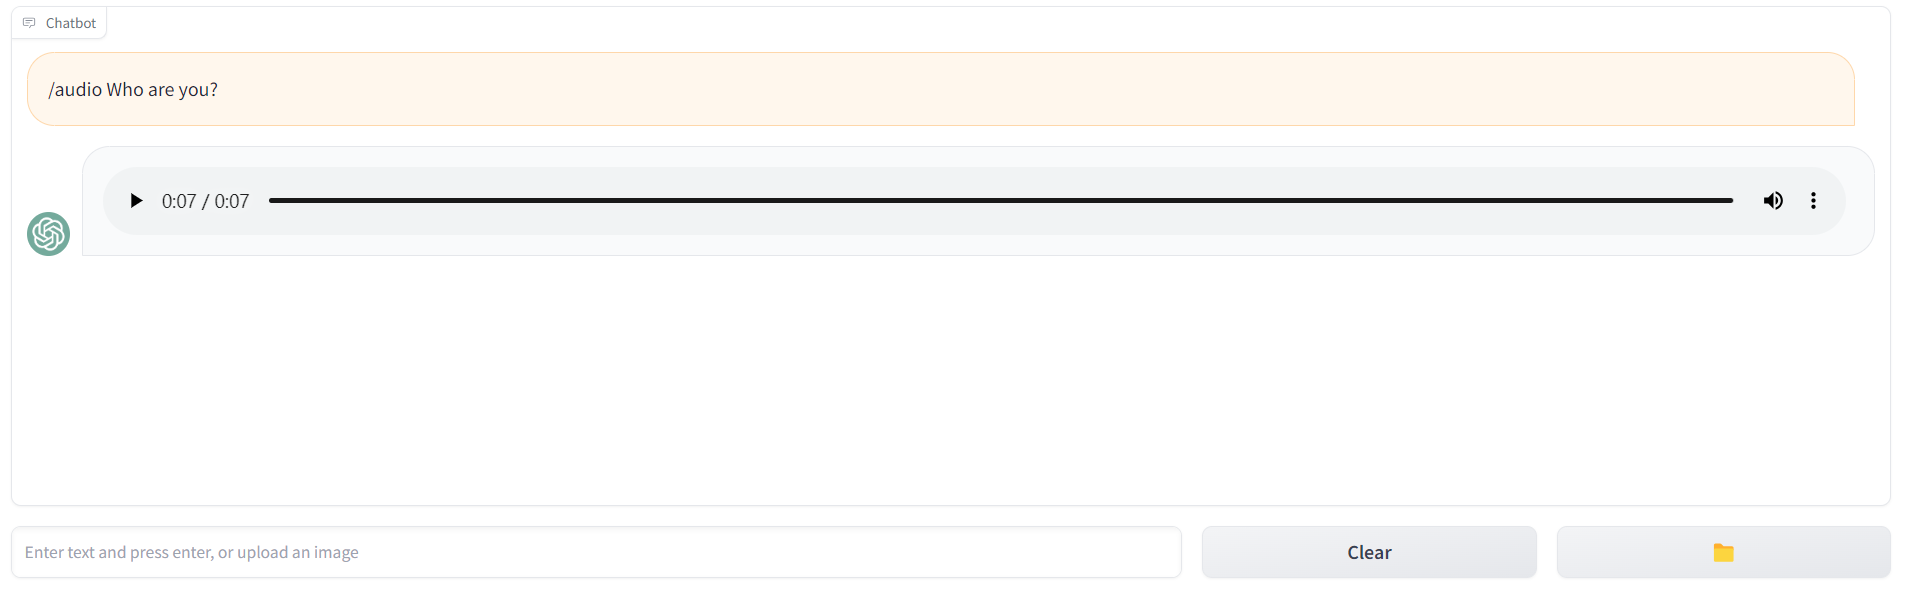 Chatbot
/audio Who are you?
0:07 / 0:07
Enter text and press enter, or upload an image
Clear